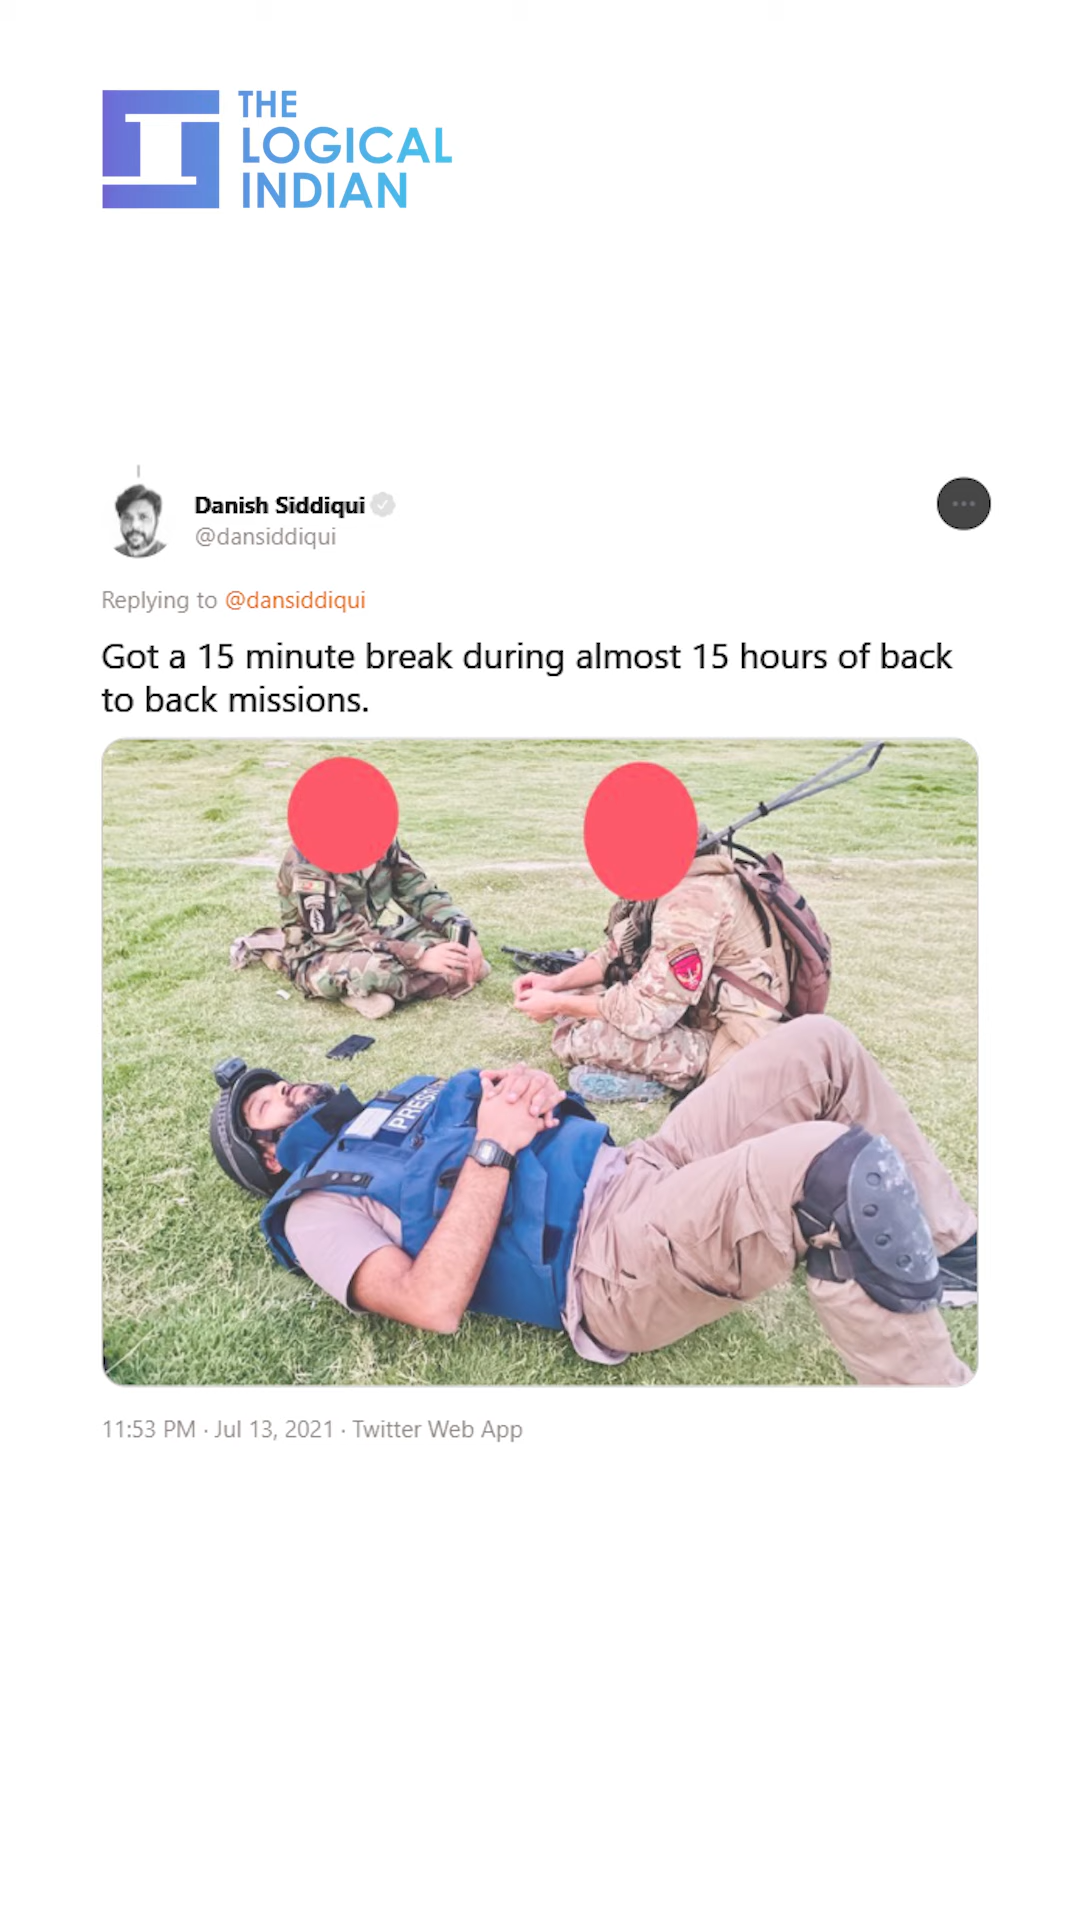 THE
LOGICAL
INDIAN
Danish Siddiqui
@dansiddiqui
Replying to @dansiddiqui
Got a 15 minute break during almost 15 hours of back
to back missions.
PRESS
11:53 PM · Jul 13, 2021 · Twitter Web App